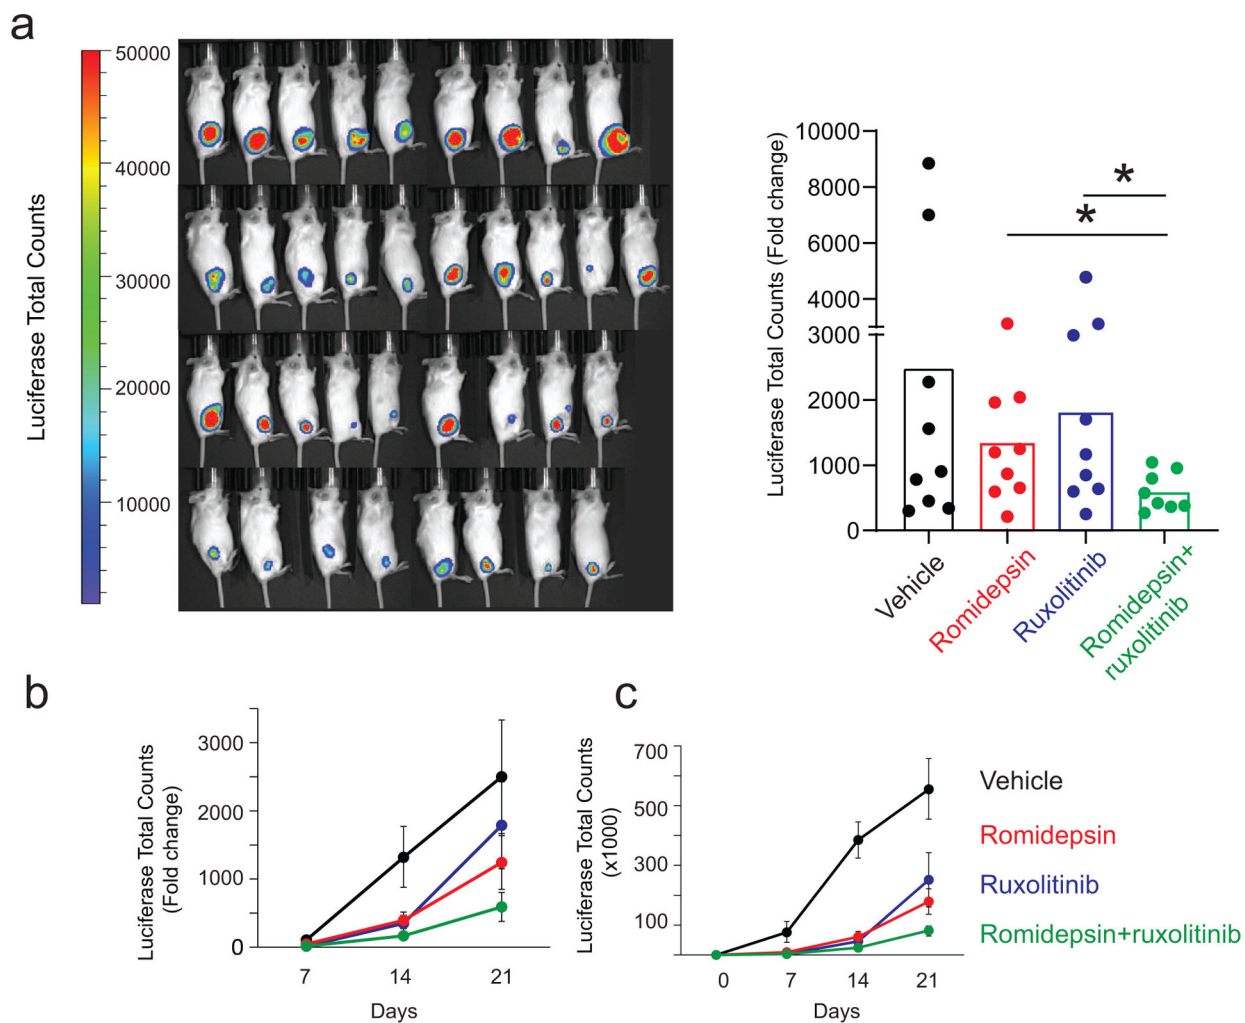 a
Luciferase Total Counts
50000
40000
30000
20000
10000
Luciferase Total Counts (Fold change)
10000
8000
6000
4000
3000
2000
1000
0
*
*
Vehicle
Romidepsin
Ruxolitinib
Romidepsin+
ruxolitinib
b
Luciferase Total Counts
(Fold change)
3000
2000
1000
0
7
14
21
Days
c
Luciferase Total Counts
(x1000)
700
500
300
100
0
7
14
21
Days
Vehicle
Romidepsin
Ruxolitinib
Romidepsin+ruxolitinib